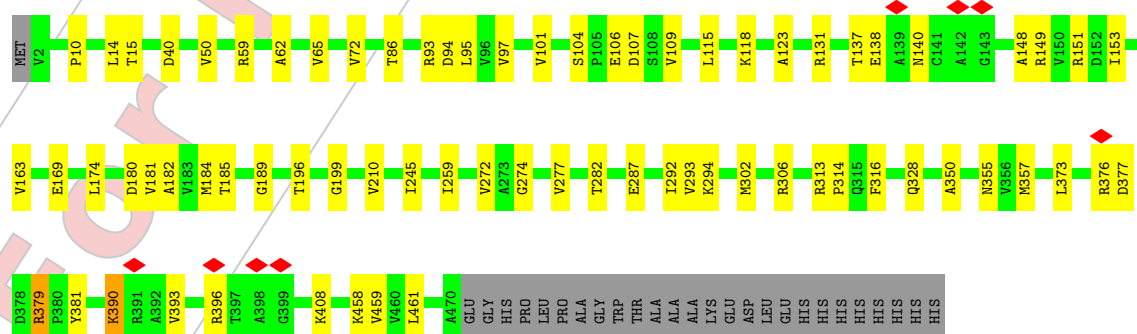 MET V2 P10 L14 T15 D40 V50 R59 A62 V65 V72 T86 R93 D94 L95 V96 V97 V101 S104 P105 E106 D107 S108 V109 L115 K118 A123 R131 T137 E138 A139 N140 C141 A142 G143 A148 R149 V150 R151 D152 I153
V163 E169 L174 D180 V181 A182 V183 M184 T185 G189 T196 G199 V210 I245 I259 V272 A273 G274 V277 T282 E287 I292 V293 K294 M302 R306 R313 P314 Q315 F316 Q328 A350 N355 V356 M357 L373 R376 D377
D378 R379 P380 Y381 K390 R391 A392 V393 R396 T397 A398 G399 K408 K458 V459 V460 L461 A470 GLU GLY HIS PRO LEU PRO ALA GLY TRP THR ALA ALA ALA LYS GLU ASP LEU GLU HIS HIS HIS HIS HIS HIS HIS HIS
For